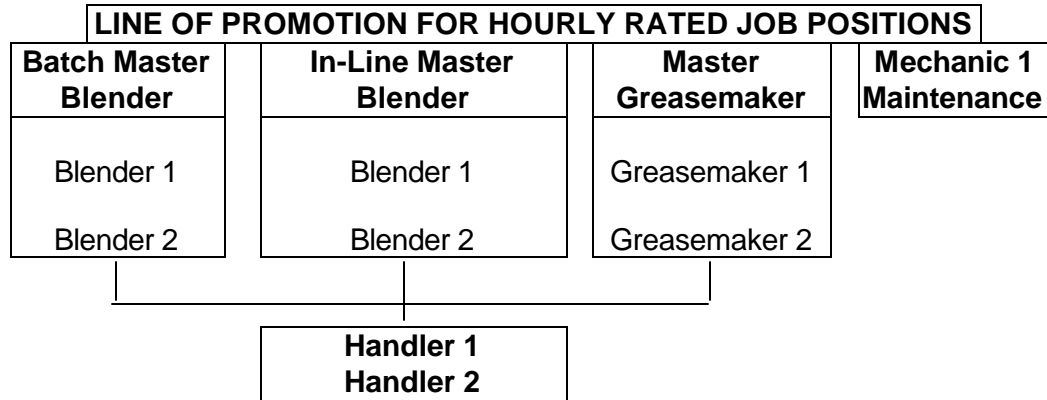 LINE OF PROMOTION FOR HOURLY RATED JOB POSITIONS
Batch Master
Blender
In-Line Master
Blender
Master
Greasemaker
Mechanic 1
Maintenance
Blender 1
Blender 1
Greasemaker 1
Blender 2
Blender 2
Greasemaker 2
Handler 1
Handler 2